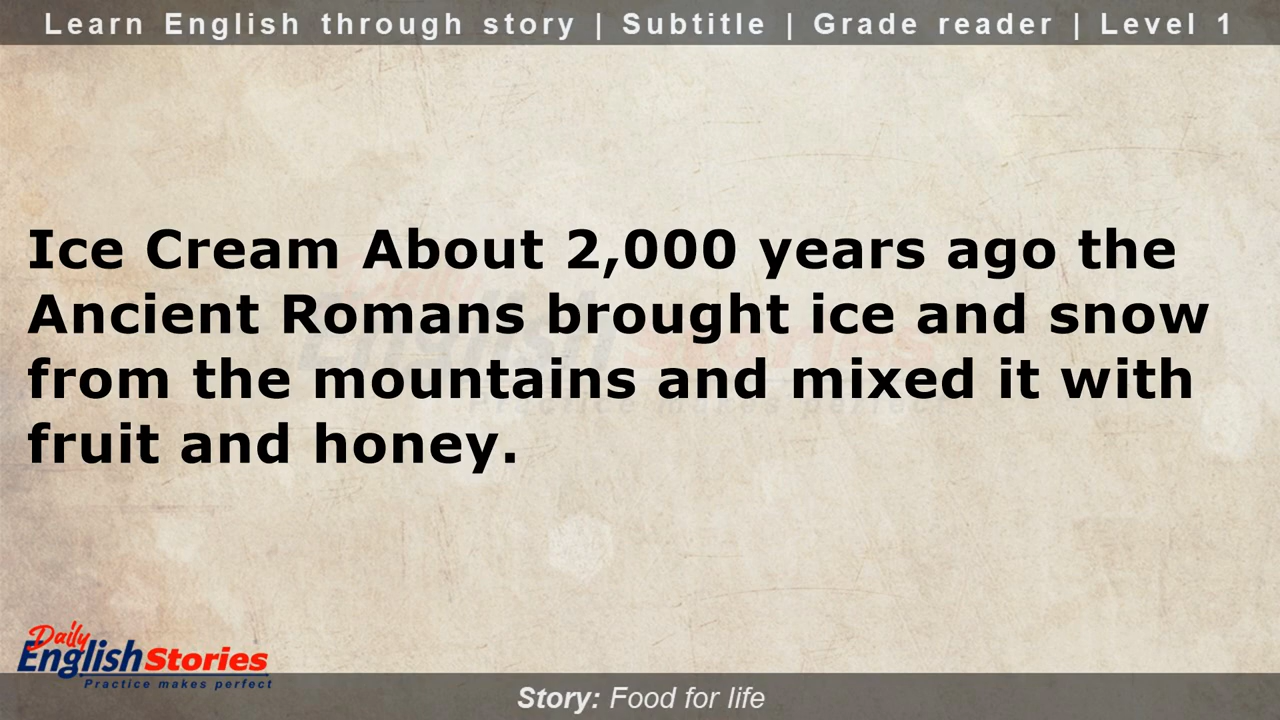 Learn English through story | Subtitle | Grade reader | Level 1
Ice Cream About 2,000 years ago the
Ancient Romans brought ice and snow
from the mountains and mixed it with
fruit and honey.
Daily
English Stories
Practice makes perfect
Story: Food for life